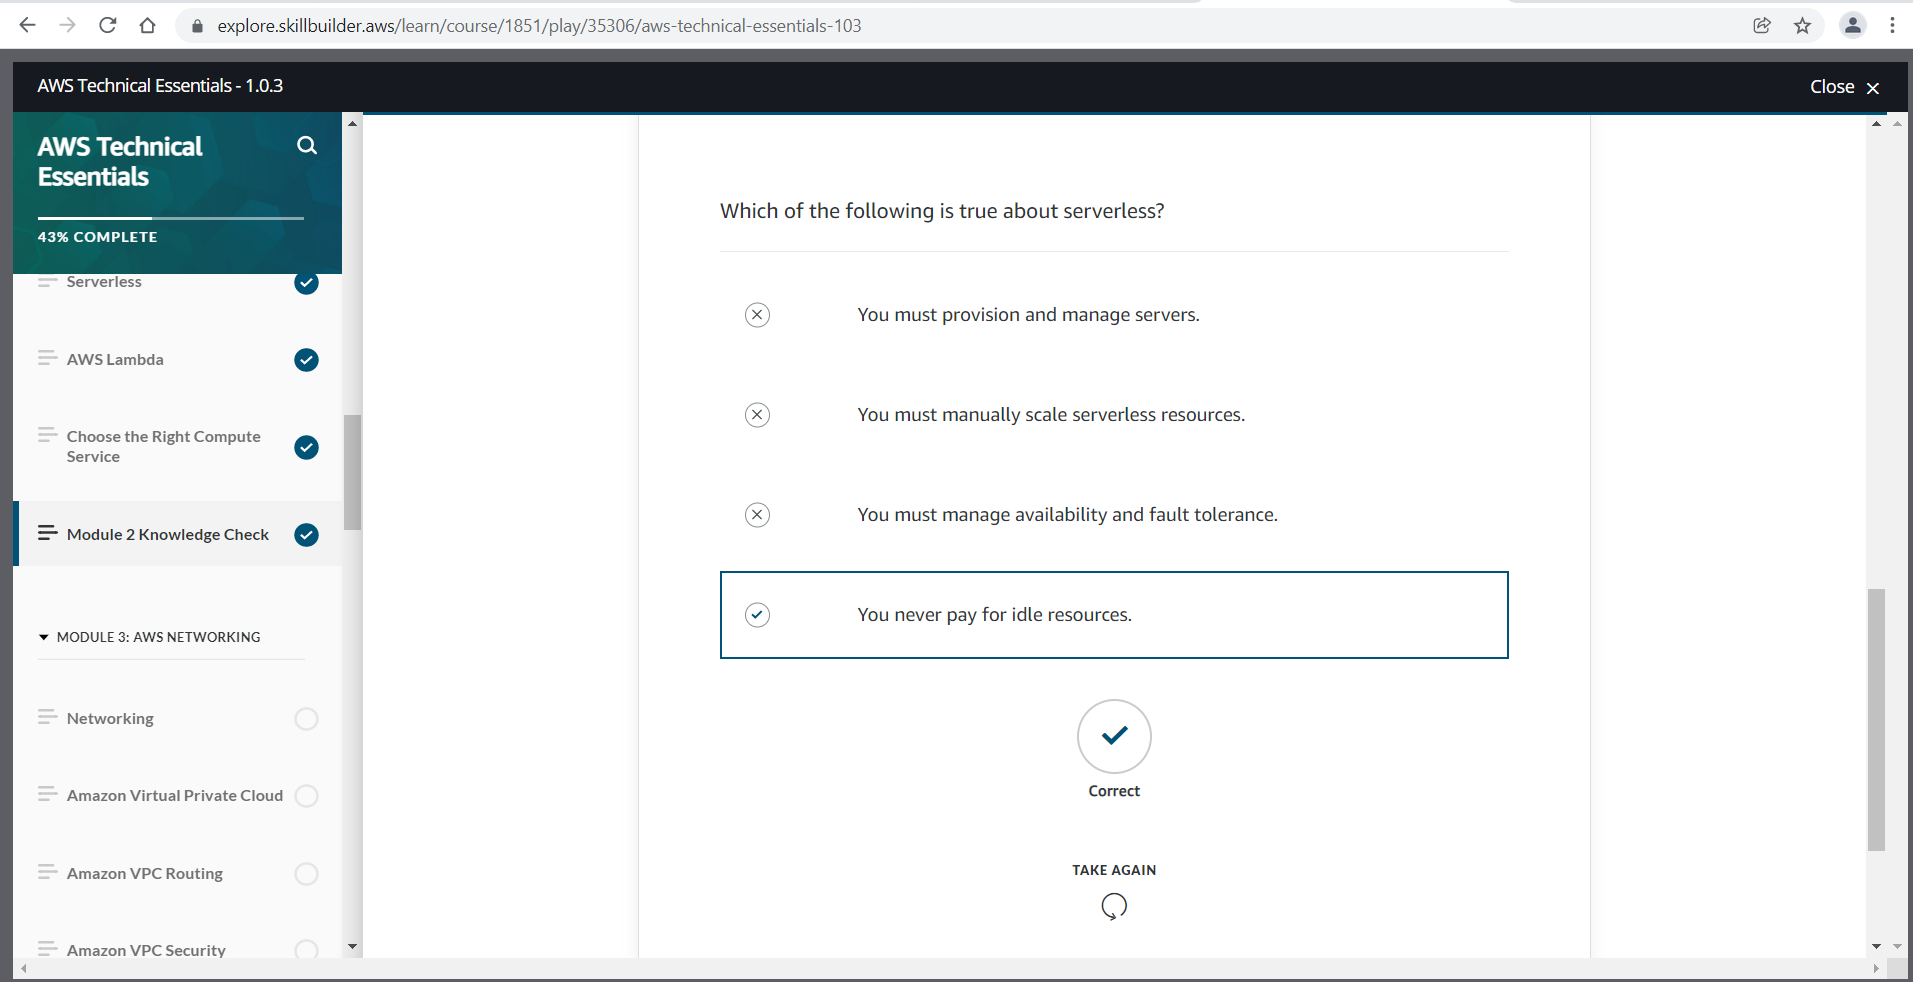 explore.skillbuilder.aws/learn/course/1851/play/35306/aws-technical-essentials-103
AWS Technical Essentials - 1.0.3
Close
AWS Technical
Essentials
43% COMPLETE
Serverless
AWS Lambda
Choose the Right Compute
Service
Module 2 Knowledge Check
MODULE 3: AWS NETWORKING
Networking
Amazon Virtual Private Cloud
Amazon VPC Routing
Amazon VPC Security
Which of the following is true about serverless?
You must provision and manage servers.
You must manually scale serverless resources.
You must manage availability and fault tolerance.
You never pay for idle resources.
Correct
TAKE AGAIN